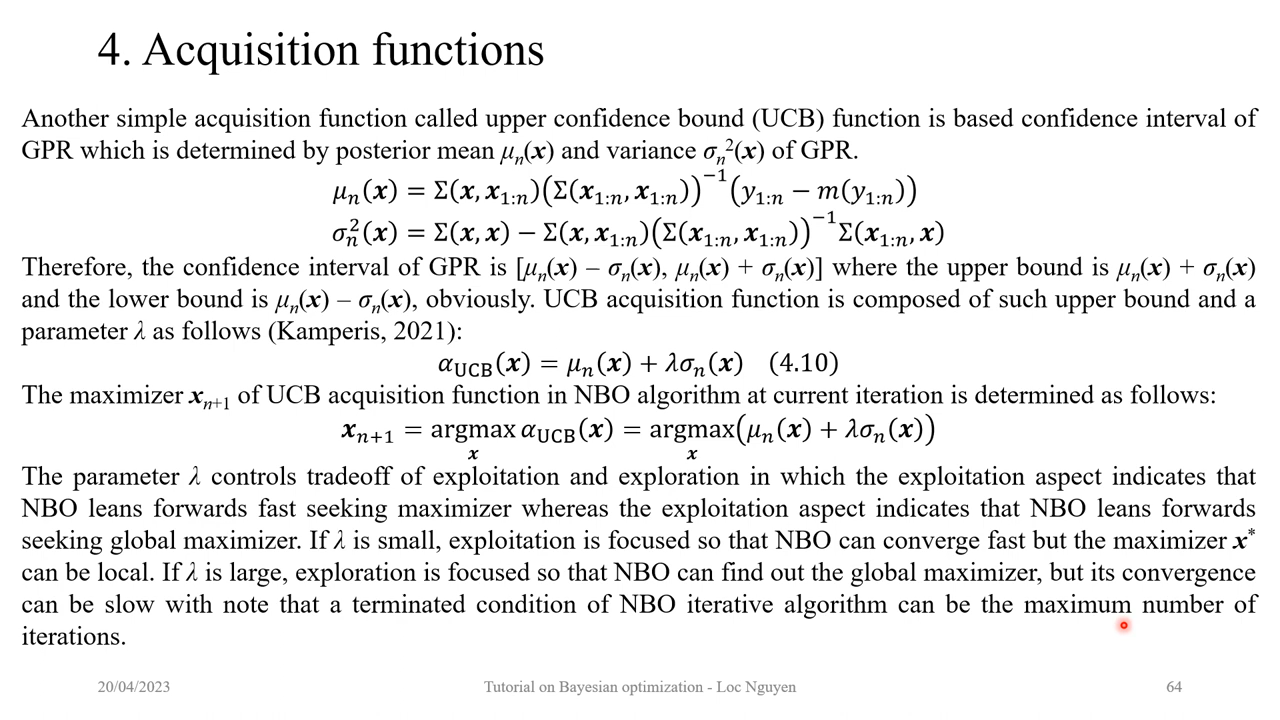 4. Acquisition functions
Another simple acquisition function called upper confidence bound (UCB) function is based confidence interval of
GPR which is determined by posterior mean μₙ(𝒙) and variance σₙ²(𝒙) of GPR.
μₙ(𝒙) = Σ(𝒙, 𝒙₁:ₙ)(Σ(𝒙₁:ₙ, 𝒙₁:ₙ))⁻¹(y₁:ₙ − m(y₁:ₙ))
σₙ²(𝒙) = Σ(𝒙, 𝒙) − Σ(𝒙, 𝒙₁:ₙ)(Σ(𝒙₁:ₙ, 𝒙₁:ₙ))⁻¹Σ(𝒙₁:ₙ, 𝒙)
Therefore, the confidence interval of GPR is [μₙ(𝒙) – σₙ(𝒙), μₙ(𝒙) + σₙ(𝒙)] where the upper bound is μₙ(𝒙) + σₙ(𝒙)
and the lower bound is μₙ(𝒙) – σₙ(𝒙), obviously. UCB acquisition function is composed of such upper bound and a
parameter λ as follows (Kamperis, 2021):
α_UCB(𝒙) = μₙ(𝒙) + λσₙ(𝒙) (4.10)
The maximizer 𝒙ₙ₊₁ of UCB acquisition function in NBO algorithm at current iteration is determined as follows:
𝒙ₙ₊₁ = argmax α_UCB(𝒙) = argmax(μₙ(𝒙) + λσₙ(𝒙))
𝒙 𝒙
The parameter λ controls tradeoff of exploitation and exploration in which the exploitation aspect indicates that
NBO leans forwards fast seeking maximizer whereas the exploitation aspect indicates that NBO leans forwards
seeking global maximizer. If λ is small, exploitation is focused so that NBO can converge fast but the maximizer 𝒙*
can be local. If λ is large, exploration is focused so that NBO can find out the global maximizer, but its convergence
can be slow with note that a terminated condition of NBO iterative algorithm can be the maximum number of
iterations.
20/04/2023 Tutorial on Bayesian optimization - Loc Nguyen 64